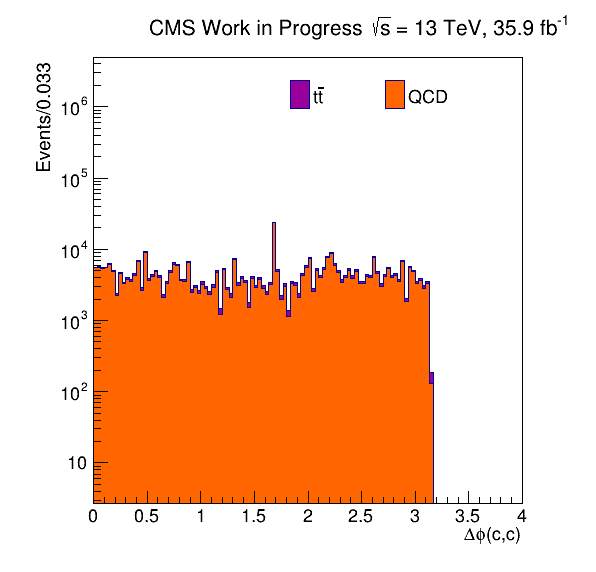 CMS Work in Progress √s = 13 TeV, 35.9 fb⁻¹
Events/0.033
tt̄
QCD
10⁶
10⁵
10⁴
10³
10²
10
0 0.5 1 1.5 2 2.5 3 3.5 4
Δϕ(c,c)